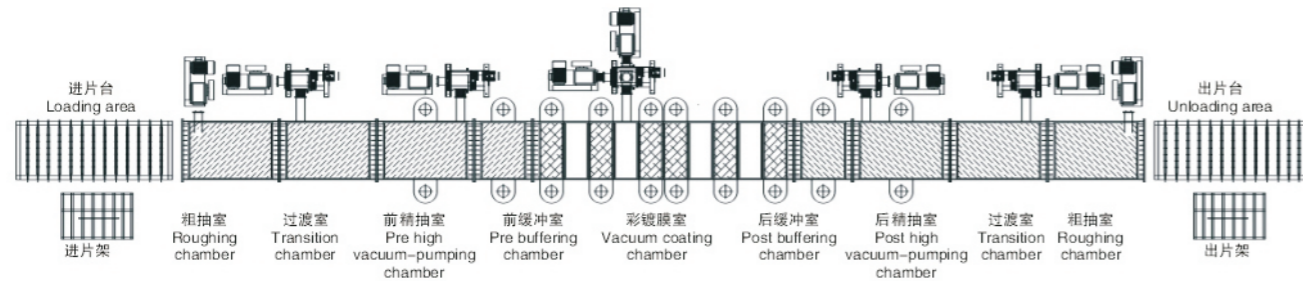 进片台
Loading area
出片台
Unloading area
进片架
粗抽室
Roughing
chamber
过渡室
Transition
chamber
前精抽室
Pre high
vacuum-pumping
chamber
前缓冲室
Pre buffering
chamber
彩镀膜室
Vacuum coating
chamber
后缓冲室
Post buffering
chamber
后精抽室
Post high
vacuum-pumping
chamber
过渡室
Transition
chamber
粗抽室
Roughing
chamber
出片架